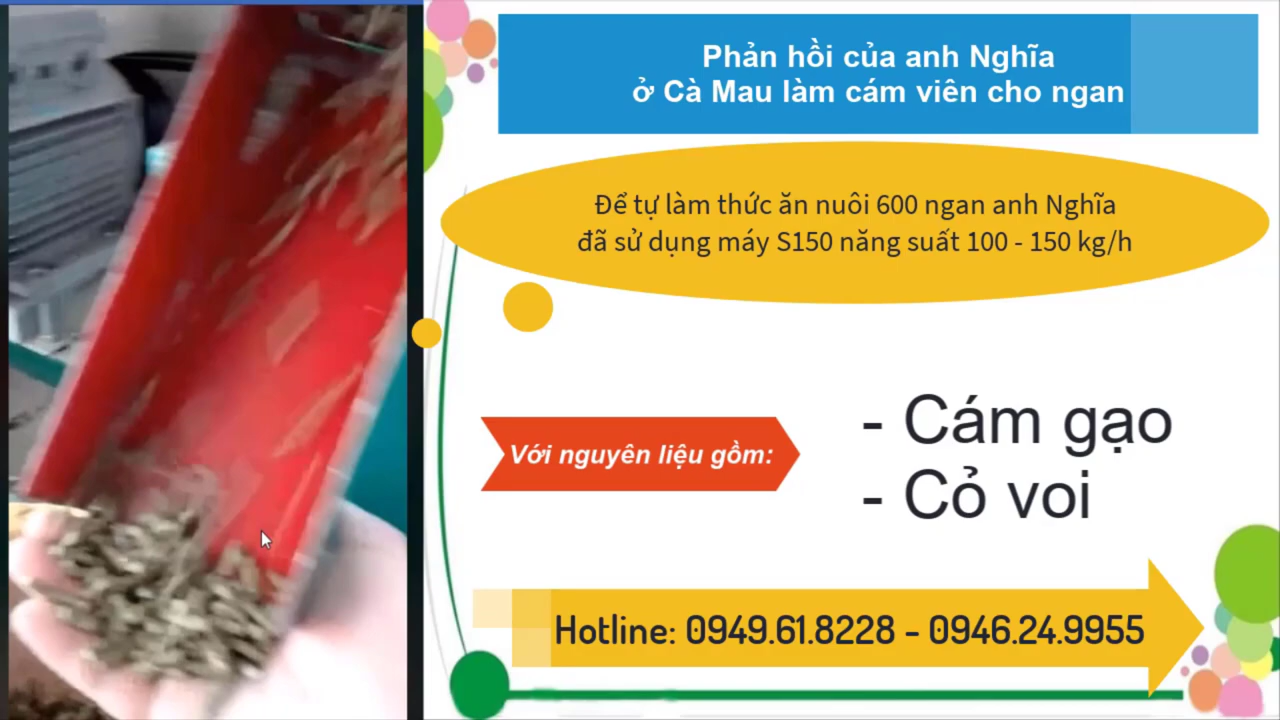 Phản hồi của anh Nghĩa
ở Cà Mau làm cám viên cho ngan
Để tự làm thức ăn nuôi 600 ngan anh Nghĩa
đã sử dụng máy S150 năng suất 100 - 150 kg/h
Với nguyên liệu gồm:
- Cám gạo
- Cỏ voi
Hotline: 0949.61.8228 - 0946.24.9955